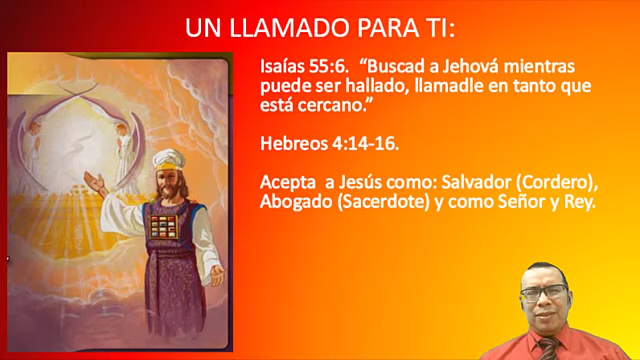 UN LLAMADO PARA TI:
Isaías 55:6. “Buscad a Jehová mientras
puede ser hallado, llamadle en tanto que
está cercano.”
Hebreos 4:14-16.
Acepta a Jesús como: Salvador (Cordero),
Abogado (Sacerdote) y como Señor y Rey.